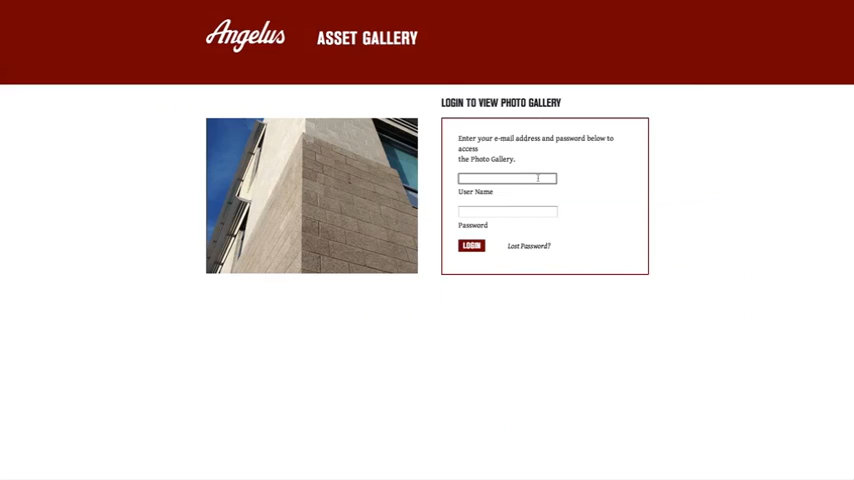 Angelus
ASSET GALLERY
LOGIN TO VIEW PHOTO GALLERY
Enter your e-mail address and password below to
access
the Photo Gallery.
User Name
Password
LOGIN
Lost Password?